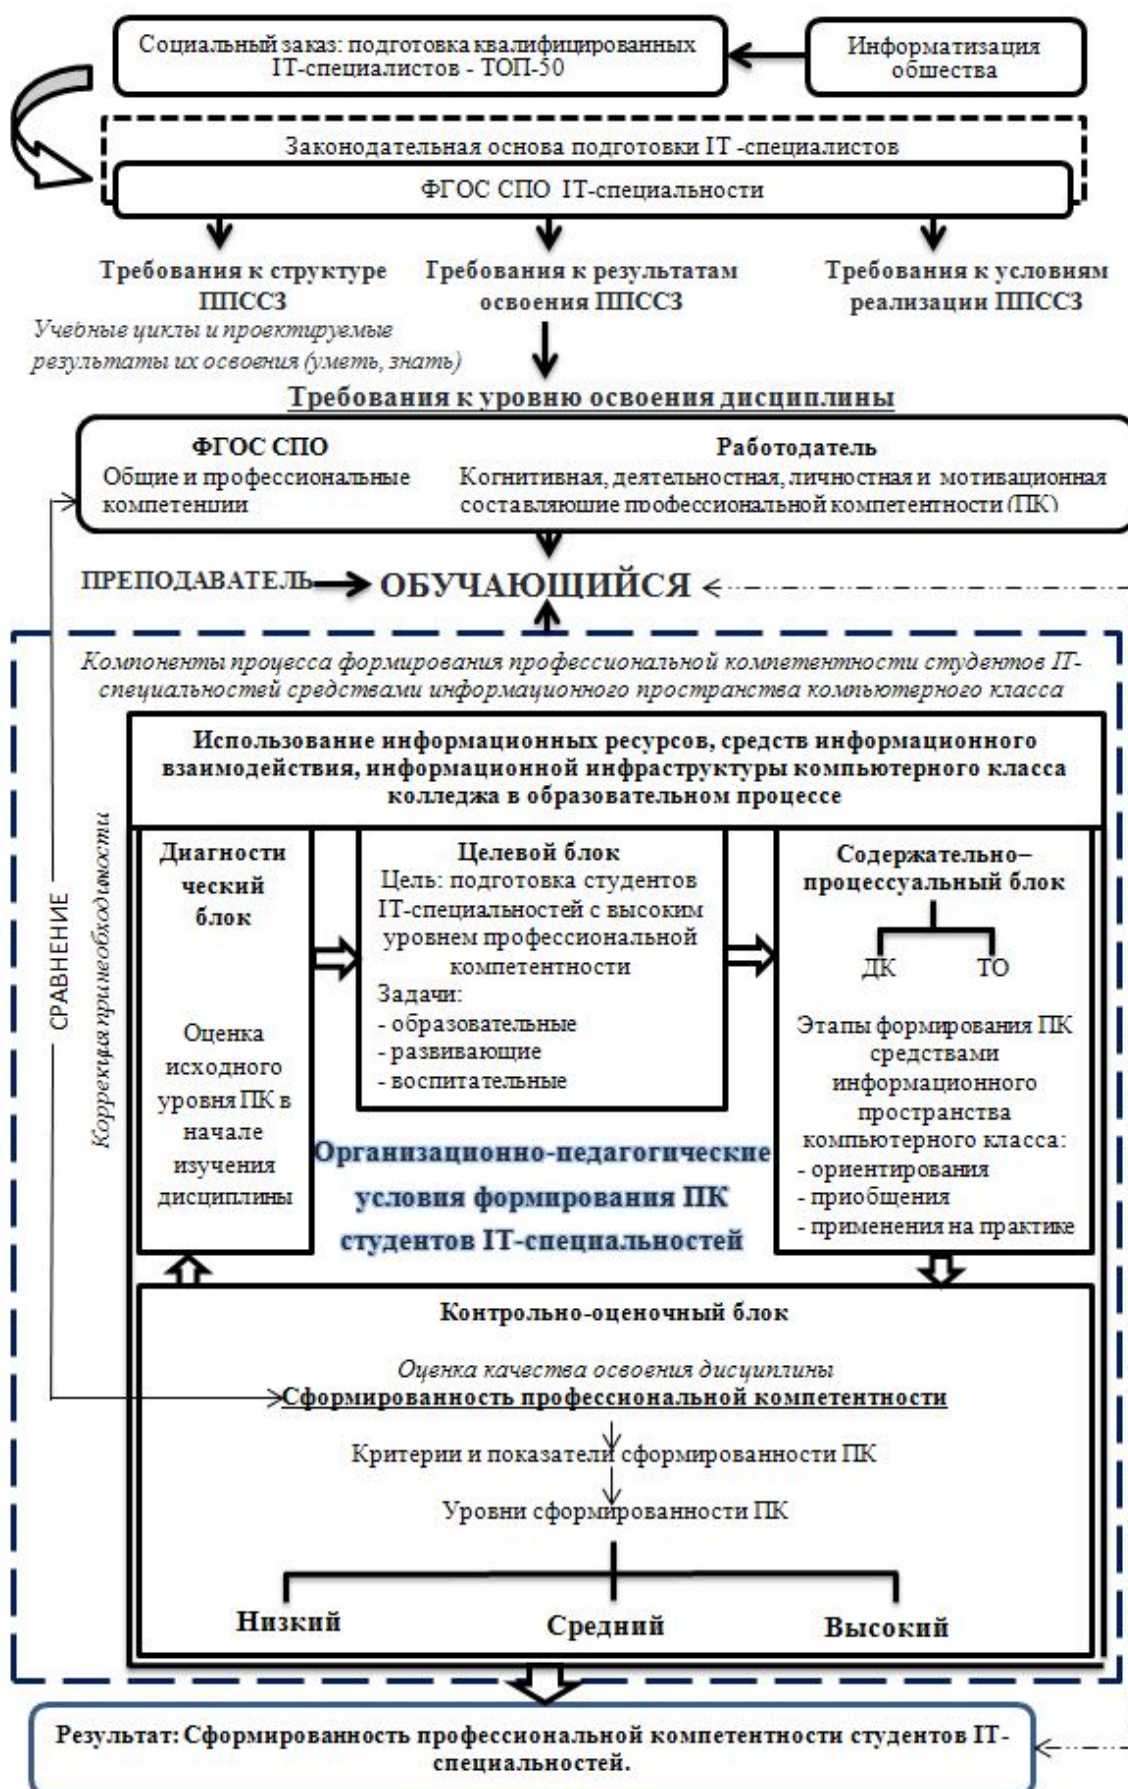 Социальный заказ: подготовка квалифицированных
IT-специалистов - ТОП-50
Информатизация
общества
Законодательная основа подготовки IT -специалистов
ФГОС СПО IT-специальности
Требования к структуре
ППССЗ
Требования к результатам
освоения ППССЗ
Требования к условиям
реализации ППССЗ
Учебные циклы и проектируемые
результаты их освоения (уметь, знать)
Требования к уровню освоения дисциплины
ФГОС СПО
Общие и профессиональные
компетенции
Работодатель
Когнитивная, деятельностная, личностная и мотивационная
составляющие профессиональной компетентности (ПК)
ПРЕПОДАВАТЕЛЬ
ОБУЧАЮЩИЙСЯ
Компоненты процесса формирования профессиональной компетентности студентов IT-
специальностей средствами информационного пространства компьютерного класса
Использование информационных ресурсов, средств информационного
взаимодействия, информационной инфраструктуры компьютерного класса
колледжа в образовательном процессе
СРАВНЕНИЕ
Коррекция при необходимости
Диагности
ческий
блок
Оценка
исходного
уровня ПК в
начале
изучения
дисциплины
Целевой блок
Цель: подготовка студентов
IT-специальностей с высоким
уровнем профессиональной
компетентности
Задачи:
- образовательные
- развивающие
- воспитательные
Содержательно–
процессуальный блок
ДК
ТО
Этапы формирования ПК
средствами
информационного
пространства
компьютерного класса:
- ориентирования
- приобщения
- применения на практике
Организационно-педагогические
условия формирования ПК
студентов IT-специальностей
Контрольно-оценочный блок
Оценка качества освоения дисциплины
Сформированность профессиональной компетентности
Критерии и показатели сформированности ПК
Уровни сформированности ПК
Низкий
Средний
Высокий
Результат: Сформированность профессиональной компетентности студентов IT-
специальностей.